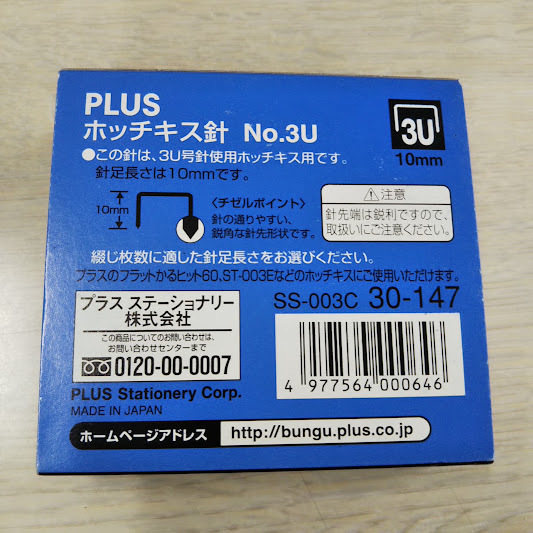 PLUS
ホッチキス針 No.3U
3U
10mm
●この針は、3U号針使用ホッチキス用です。
針足長さは10mmです。
10mm
〈チゼルポイント〉
針の通りやすい、
鋭角な針先形状です。
⚠注意
針先端は鋭利ですので、
取扱いにご注意ください。
綴じ枚数に適した針足長さをお選びください。
プラスのフラットかるヒット60、ST-003Eなどのホッチキスにご使用いただけます。
SS-003C 30-147
プラス ステーショナリー
株式会社
この商品についてのお問い合わせは、
お問い合わせセンターまで
0120-00-0007
PLUS Stationery Corp.
MADE IN JAPAN
4 977564 000646
ホームページアドレス http://bungu.plus.co.jp